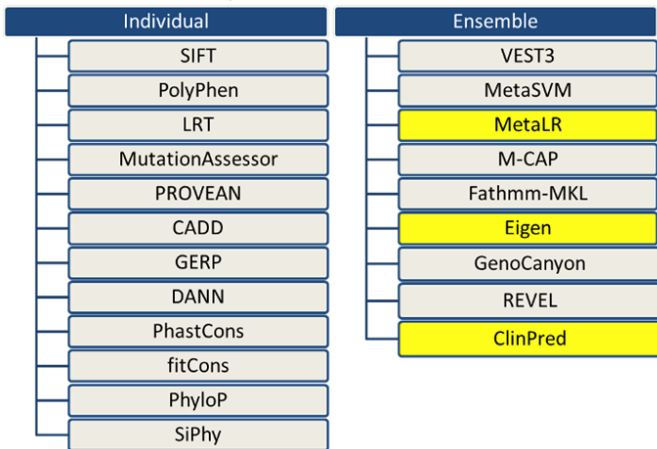 Individual
SIFT
PolyPhen
LRT
MutationAssessor
PROVEAN
CADD
GERP
DANN
PhastCons
fitCons
PhyloP
SiPhy
Ensemble
VEST3
MetaSVM
MetaLR
M-CAP
Fathmm-MKL
Eigen
GenoCanyon
REVEL
ClinPred